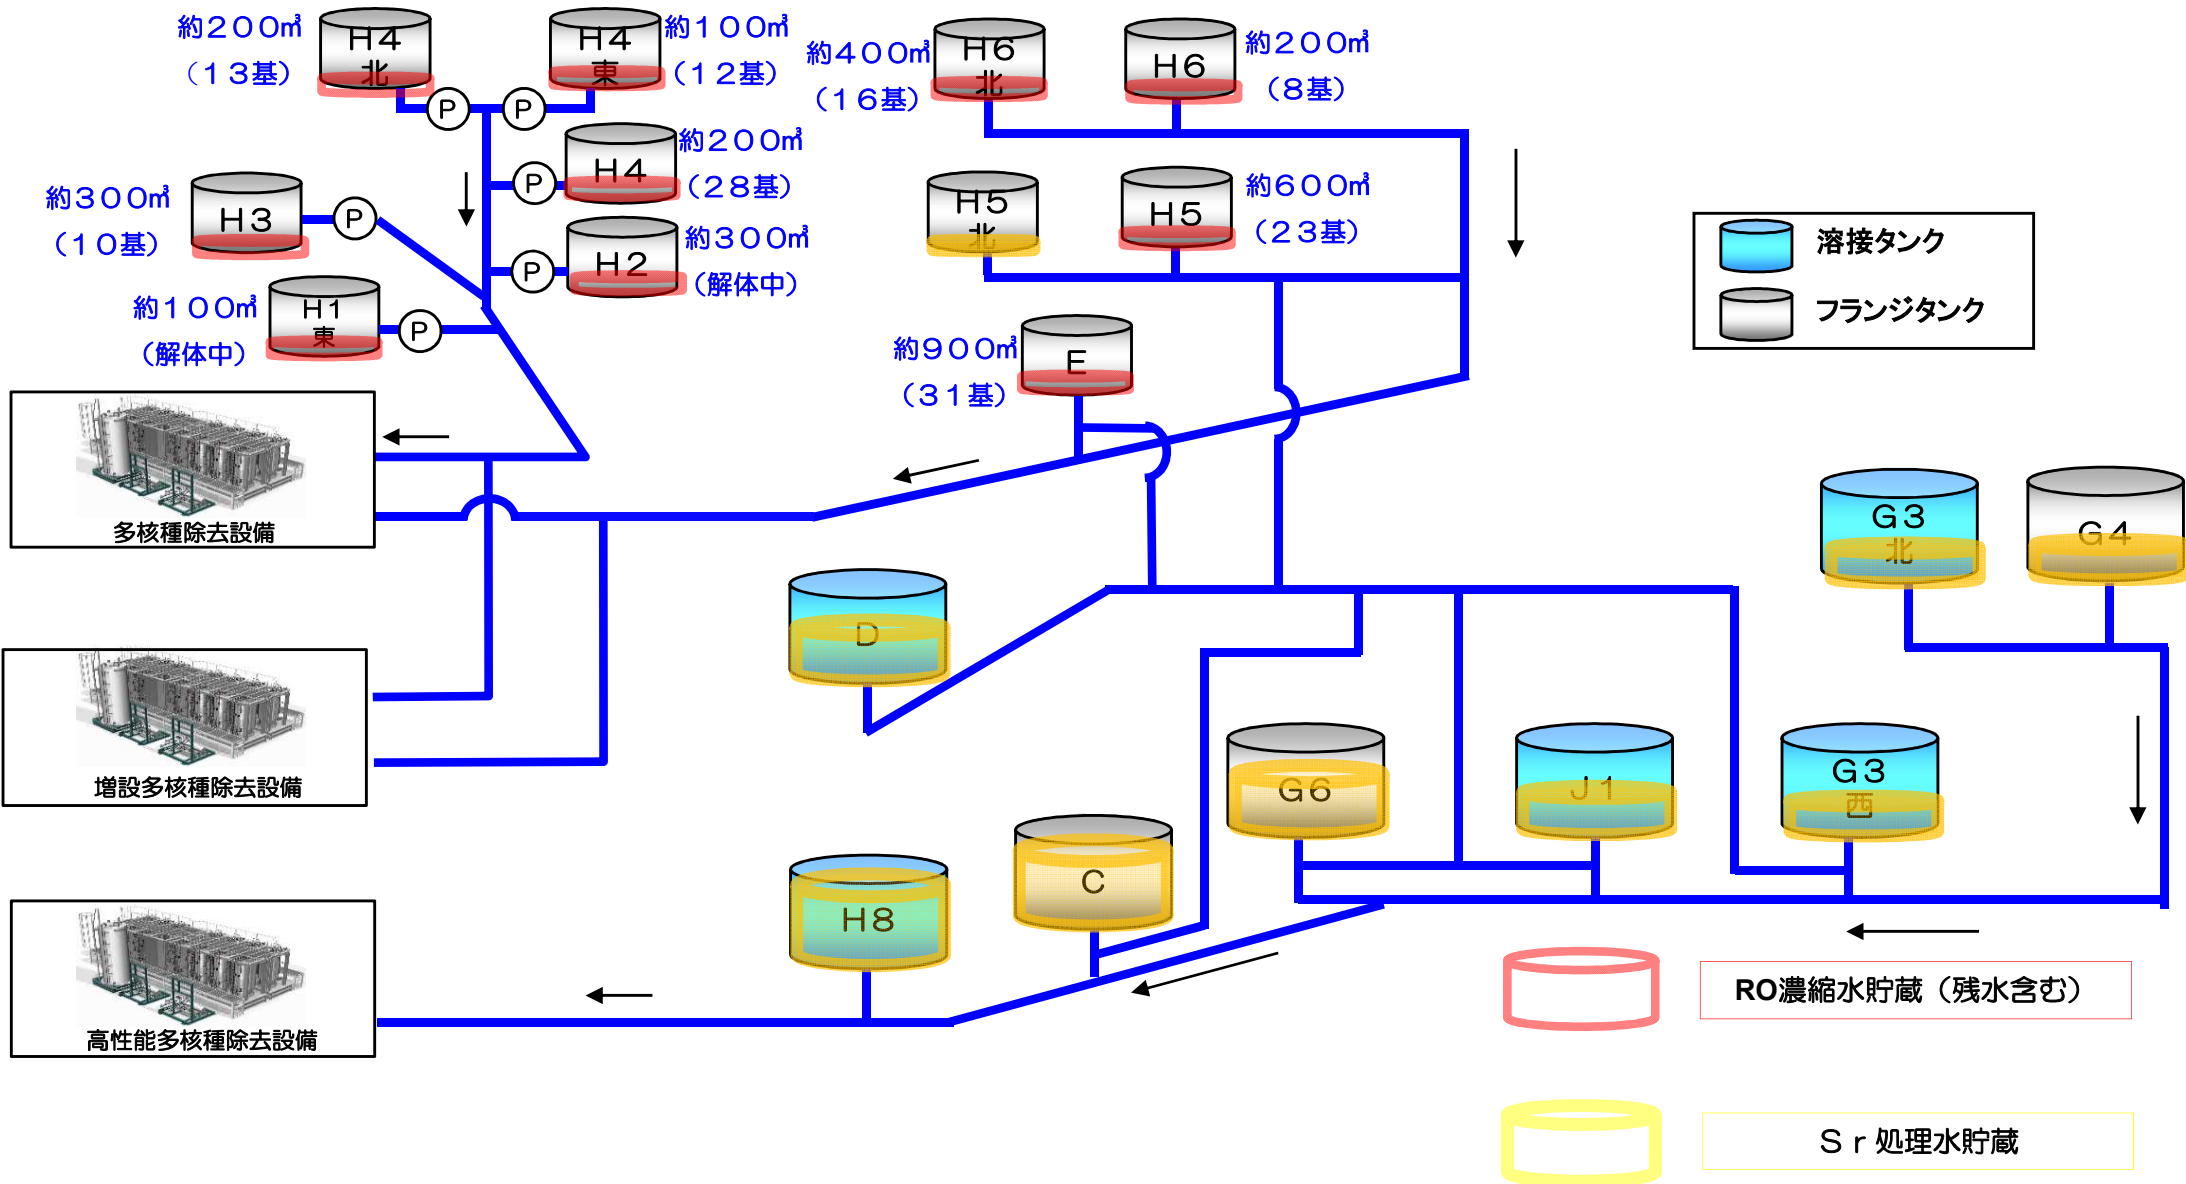 約２００㎥
（１３基）
Ｈ４
北
Ｈ４
東
約１００㎥
（１２基）
Ｐ
Ｐ
Ｈ４
約２００㎥
（２８基）
Ｐ
約３００㎥
（１０基）
Ｈ３
Ｐ
Ｈ２
約３００㎥
（解体中）
Ｐ
約１００㎥
（解体中）
Ｈ１
東
Ｐ
約４００㎥
（１６基）
Ｈ６
北
Ｈ６
約２００㎥
（８基）
Ｈ５
北
Ｈ５
約６００㎥
（２３基）
約９００㎥
（３１基）
Ｅ
溶接タンク
フランジタンク
多核種除去設備
増設多核種除去設備
高性能多核種除去設備
Ｇ３
北
Ｇ４
Ｄ
Ｇ６
Ｊ１
Ｇ３
西
Ｃ
Ｈ８
RO濃縮水貯蔵（残水含む）
Ｓｒ処理水貯蔵